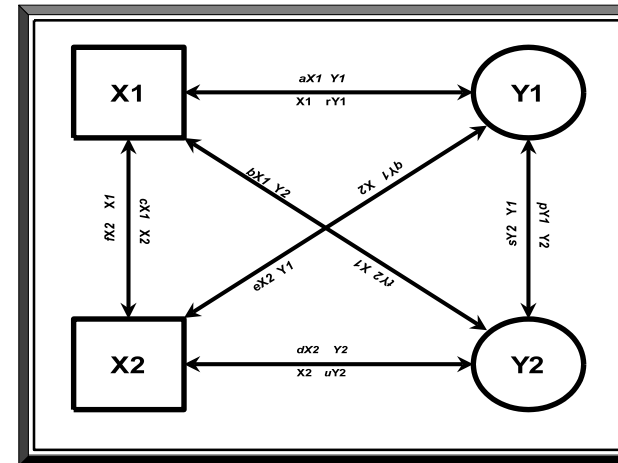 X1
aX1 Y1
X1 rY1
Y1
bX1 Y2
qY1 X2
fX2 X1
cX1 X2
sY2 Y1
pY1 Y2
eX2 Y1
tY2 X1
X2
dX2 Y2
X2 uY2
Y2